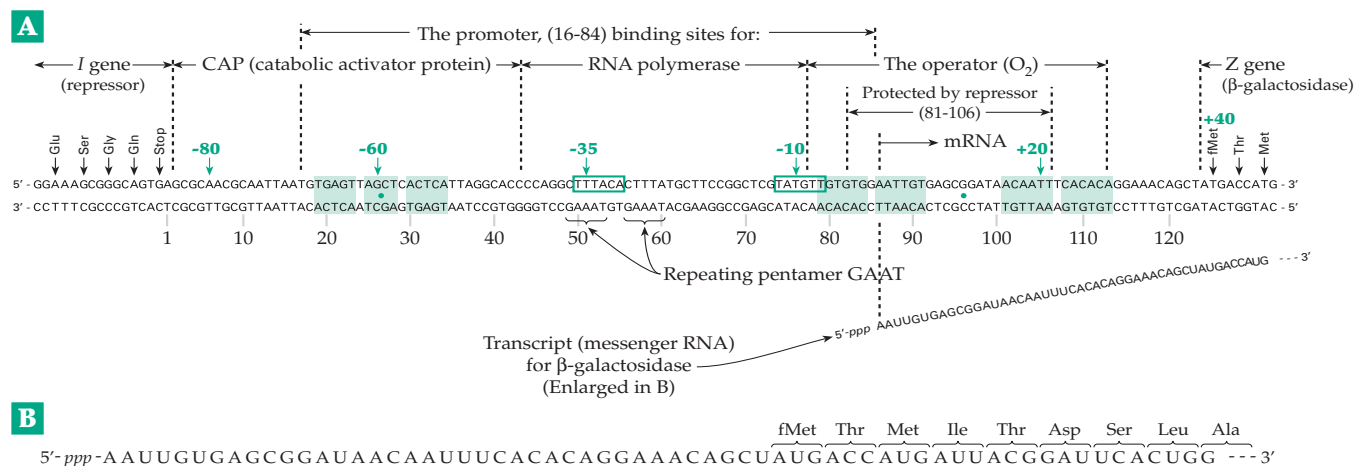 A
The promoter, (16-84) binding sites for:
I gene
(repressor)
CAP (catabolic activator protein)
RNA polymerase
The operator (O2)
Z gene
(β-galactosidase)
Protected by repressor
(81-106)
mRNA
Glu
Ser
Gly
Gln
Stop
-80
-60
-35
-10
+20
+40
fMet
Thr
Met
5′ - GGAAAGCGGGCAGTGAGCGCAACGCAATTAATGTGAGTTAGCTCACTCATTAGGCACCCCAGGCTTTACACTTTATGCTTCCGGCTCGTATGTTGTGTGGAATTGTGAGCGGATAACAATTTCACACAGGAAACAGCTATGACCATG - 3′
3′ - CCTTTCGCCCGTCACTCGCGTTGCGTTAATTACACTCAATCGAGTGAGTAATCCGTGGGGTCCGAAATGTGAAATACGAAGGCCGAGCATACAACACACCTTAACACTCGCCTATTGTTAAAGTGTGTCCTTTGTCGATACTGGTAC - 5′
1 10 20 30 40 50 60 70 80 90 100 110 120
Repeating pentamer GAAT
5′-ppp AAUUGUGAGCGGAUAACAAUUUCACACAGGAAACAGCUAUGACCAUG --- 3′
Transcript (messenger RNA)
for β-galactosidase
(Enlarged in B)
B
fMet Thr Met Ile Thr Asp Ser Leu Ala
5′- ppp -AAUUGUGAGCGGAUAACAAUUUCACACAGGAAACAGCUAUGACCAUGAUUACGGAUUCACUGG --- 3′